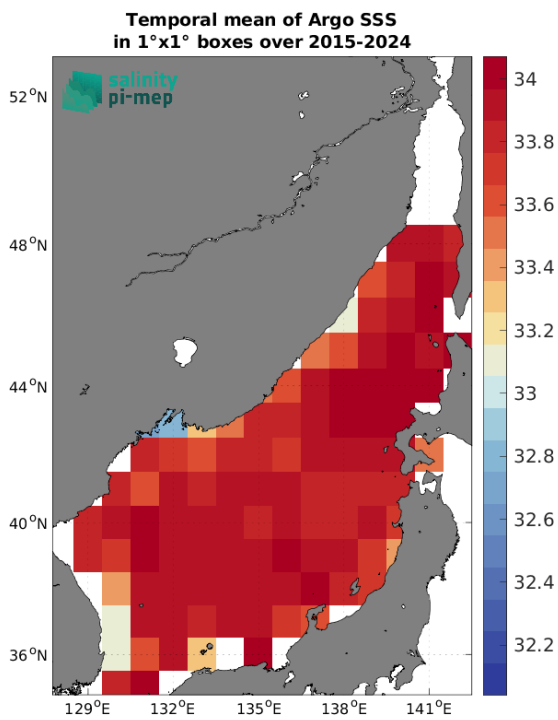 Temporal mean of Argo SSS
in 1°x1° boxes over 2015-2024
salinity
pi-mep
52°N
48°N
44°N
40°N
36°N
129°E
132°E
135°E
138°E
141°E
34
33.8
33.6
33.4
33.2
33
32.8
32.6
32.4
32.2